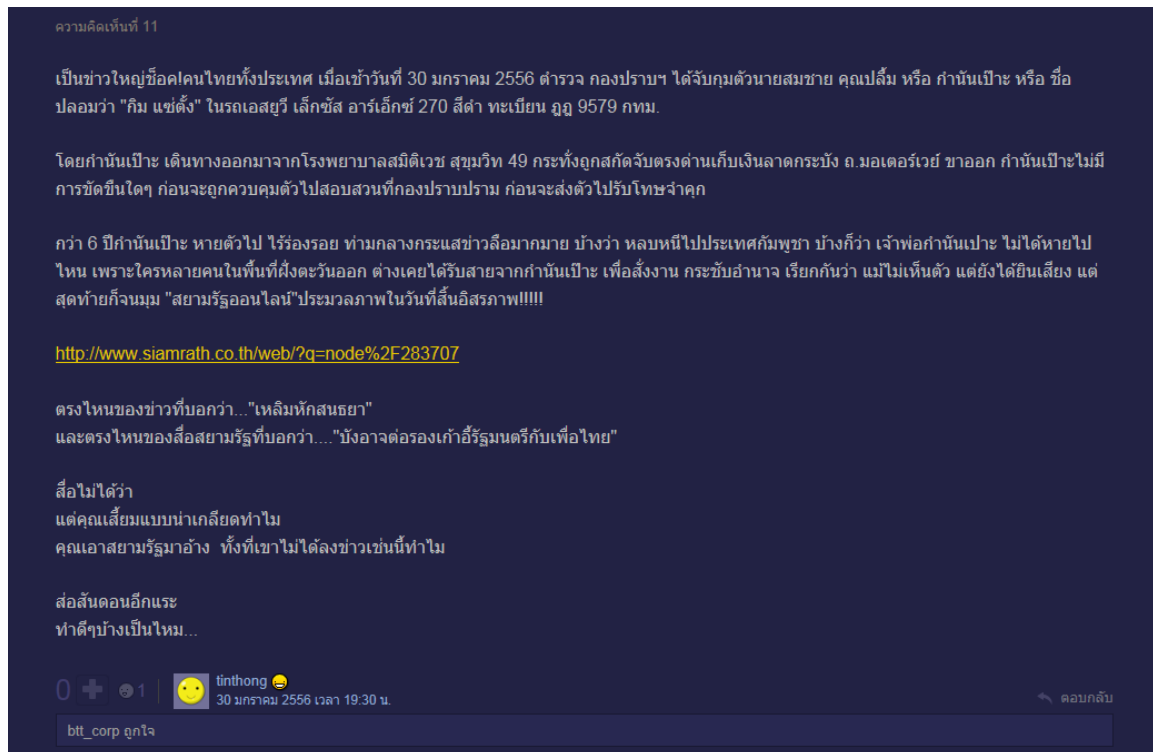 ความคิดเห็นที่ 11
เป็นข่าวใหญ่ช็อค!คนไทยทั้งประเทศ เมื่อเช้าวันที่ 30 มกราคม 2556 ตำรวจ กองปราบฯ ได้จับกุมตัวนายสมชาย คุณปลื้ม หรือ กำนันเป๊าะ หรือ ชื่อ
ปลอมว่า "กิม แซ่ตั้ง" ในรถเอสยูวี เล็กซัส อาร์เอ็กซ์ 270 สีดำ ทะเบียน ฎฎ 9579 กทม.
โดยกำนันเป๊าะ เดินทางออกมาจากโรงพยาบาลสมิติเวช สุขุมวิท 49 กระทั่งถูกสกัดจับตรงด่านเก็บเงินลาดกระบัง ถ.มอเตอร์เวย์ ขาออก กำนันเป๊าะไม่มี
การขัดขืนใดๆ ก่อนจะถูกควบคุมตัวไปสอบสวนที่กองปราบปราม ก่อนจะส่งตัวไปรับโทษจำคุก
กว่า 6 ปีกำนันเป๊าะ หายตัวไป ไร้ร่องรอย ท่ามกลางกระแสข่าวลือมากมาย บ้างว่า หลบหนีไปประเทศกัมพูชา บ้างก็ว่า เจ้าพ่อกำนันเปาะ ไม่ได้หายไป
ไหน เพราะใครหลายคนในพื้นที่ฝั่งตะวันออก ต่างเคยได้รับสายจากกำนันเป๊าะ เพื่อสั่งงาน กระชับอำนาจ เรียกกันว่า แม้ไม่เห็นตัว แต่ยังได้ยินเสียง แต่
สุดท้ายก็จนมุม "สยามรัฐออนไลน์"ประมวลภาพในวันที่สิ้นอิสรภาพ!!!!!
http://www.siamrath.co.th/web/?q=node%2F283707
ตรงไหนของข่าวที่บอกว่า..."เหลิมหักสนธยา"
และตรงไหนของสื่อสยามรัฐที่บอกว่า...."บังอาจต่อรองเก้าอี้รัฐมนตรีกับเพื่อไทย"
สื่อไม่ได้ว่า
แต่คุณเสี้ยมแบบน่าเกลียดทำไม
คุณเอาสยามรัฐมาอ้าง ทั้งที่เขาไม่ได้ลงข่าวเช่นนี้ทำไม
ส่อสันดอนอีกแระ
ทำดีๆบ้างเป็นไหม...
0 1 tinthong
30 มกราคม 2556 เวลา 19:30 น. ตอบกลับ
btt_corp ถูกใจ